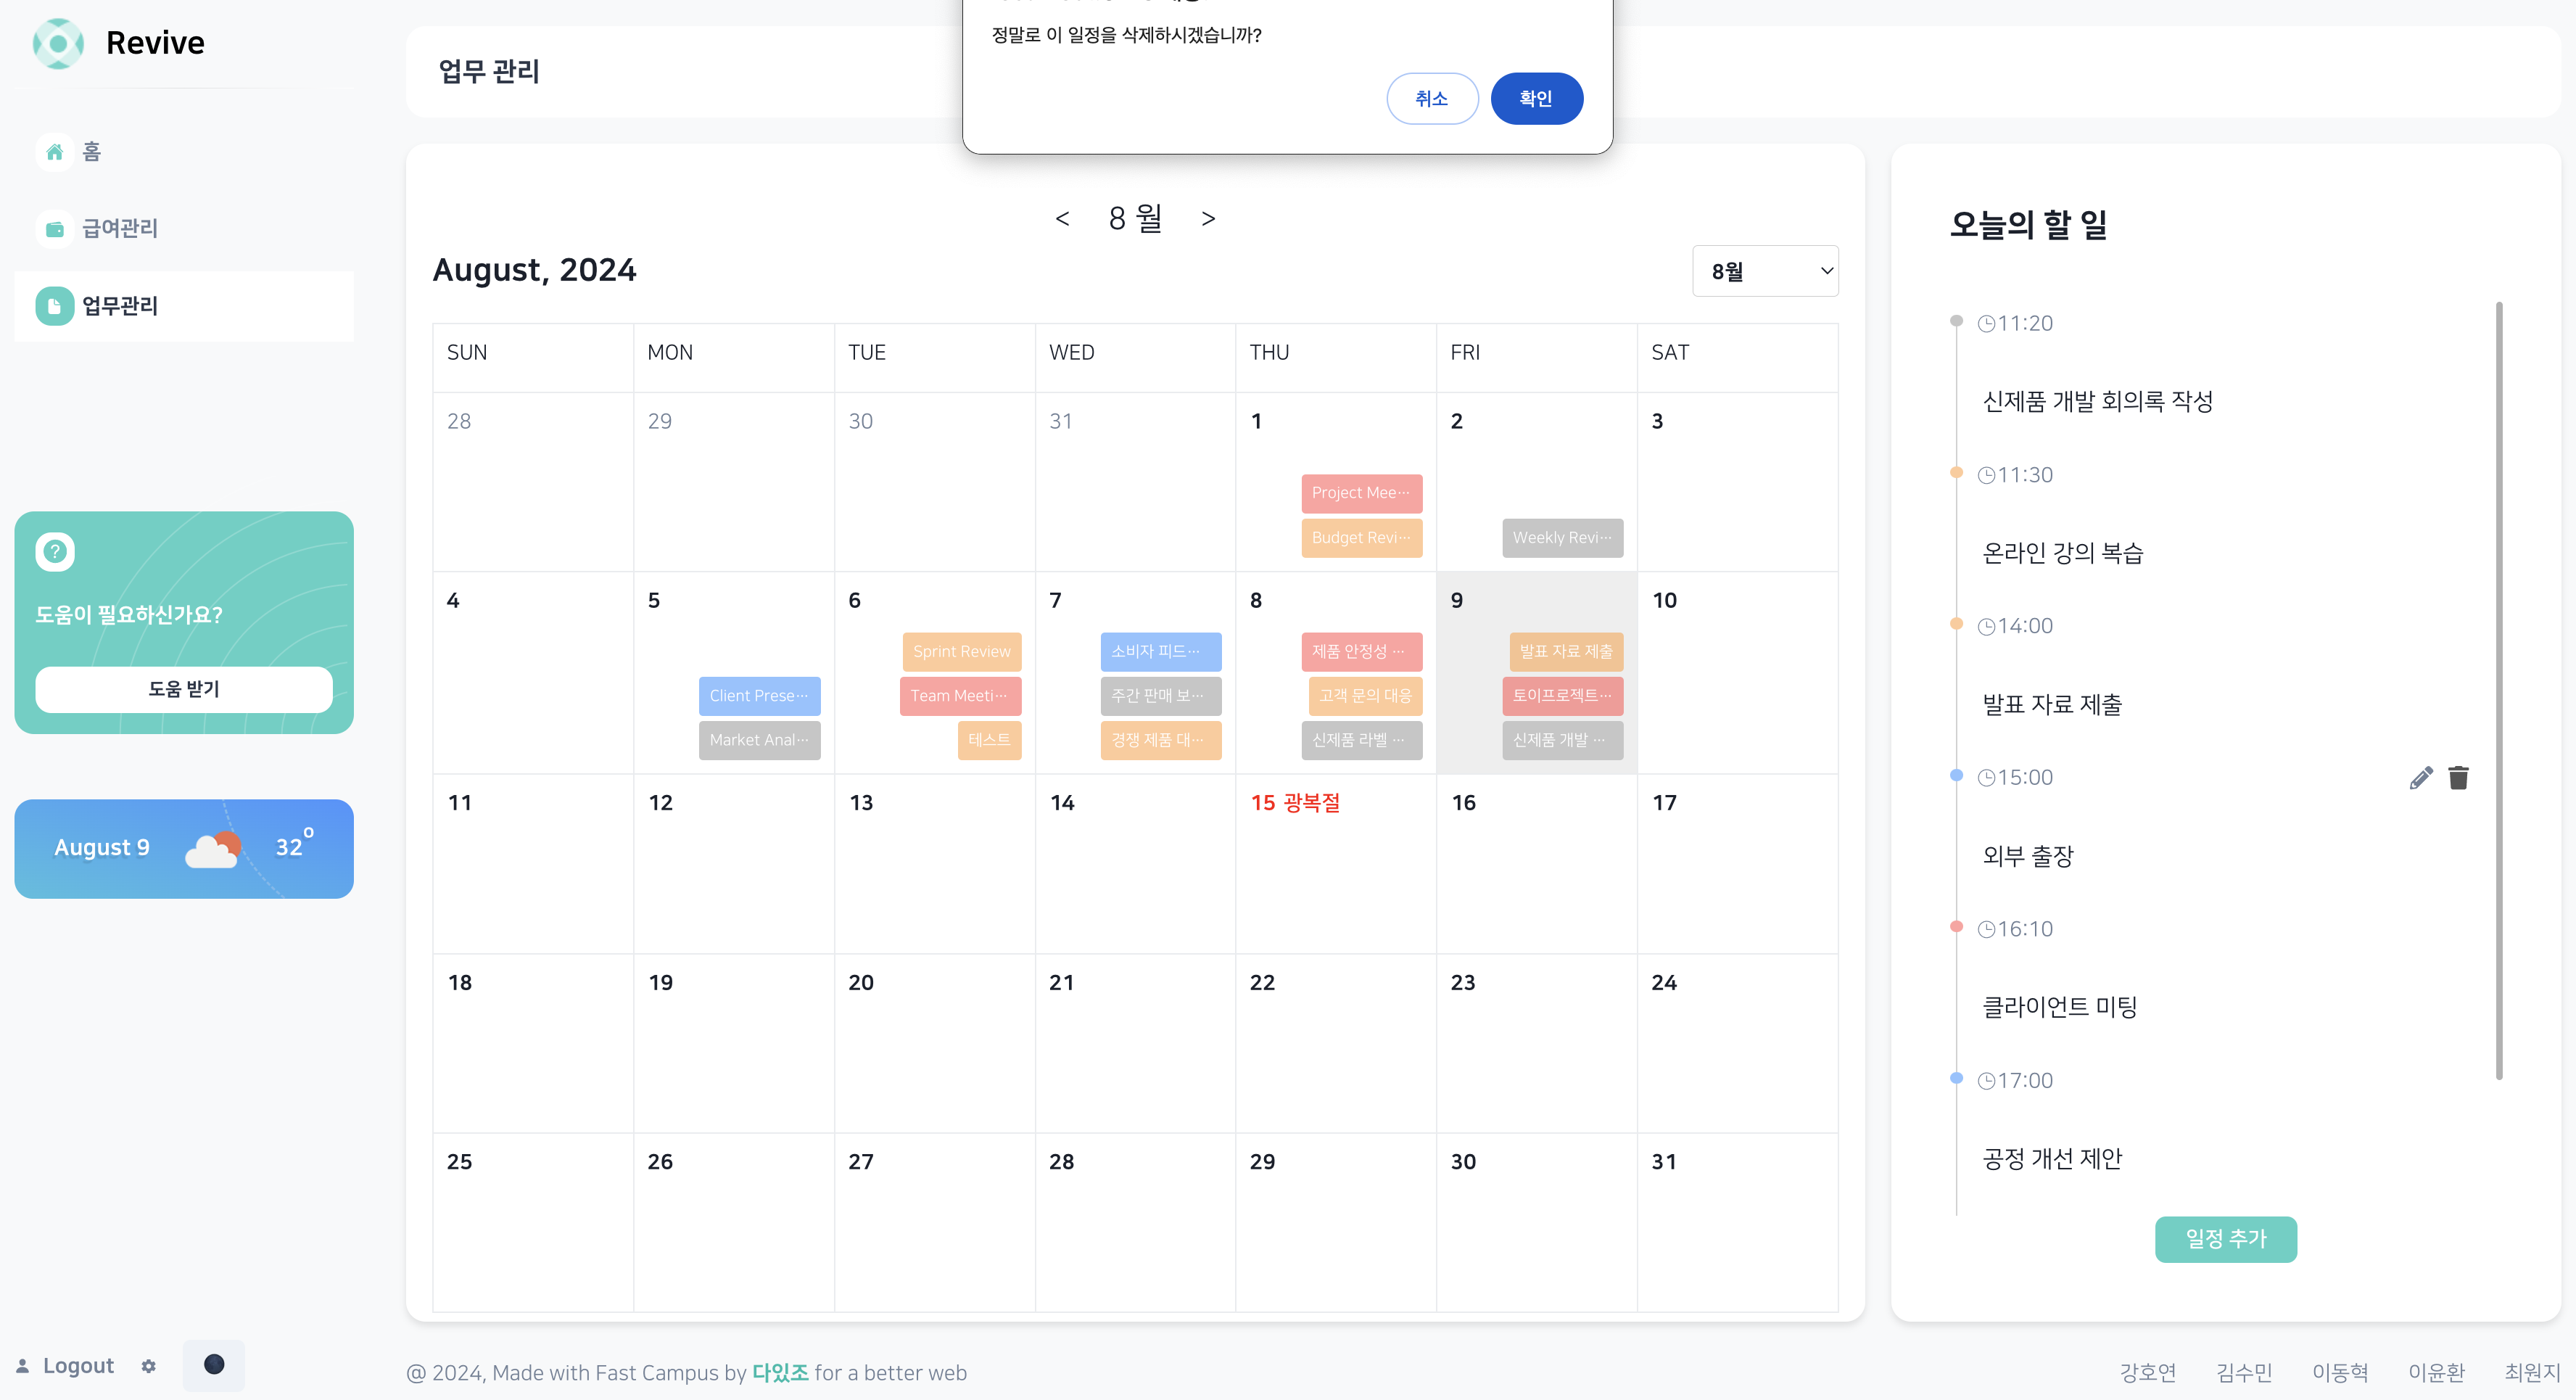 Revive
홈
급여관리
업무관리
?
도움이 필요하신가요?
도움 받기
August 9
32°
Logout
업무 관리
정말로 이 일정을 삭제하시겠습니까?
취소 확인
< 8 월 >
August, 2024
8월
SUN MON TUE WED THU FRI SAT
28 29 30 31 1 2 3
Project Mee···
Budget Revi··· Weekly Revi···
4 5 6 7 8 9 10
Sprint Review 소비자 피드··· 제품 안정성 ··· 발표 자료 제출
Client Prese··· Team Meeti··· 주간 판매 보··· 고객 문의 대응 토이프로젝트···
Market Anal··· 테스트 경쟁 제품 대··· 신제품 라벨 ··· 신제품 개발 ···
11 12 13 14 15 광복절 16 17
18 19 20 21 22 23 24
25 26 27 28 29 30 31
오늘의 할 일
11:20
신제품 개발 회의록 작성
11:30
온라인 강의 복습
14:00
발표 자료 제출
15:00
외부 출장
16:10
클라이언트 미팅
17:00
공정 개선 제안
일정 추가
@ 2024, Made with Fast Campus by 다있조 for a better web
강호연 김수민 이동혁 이윤환 최원지